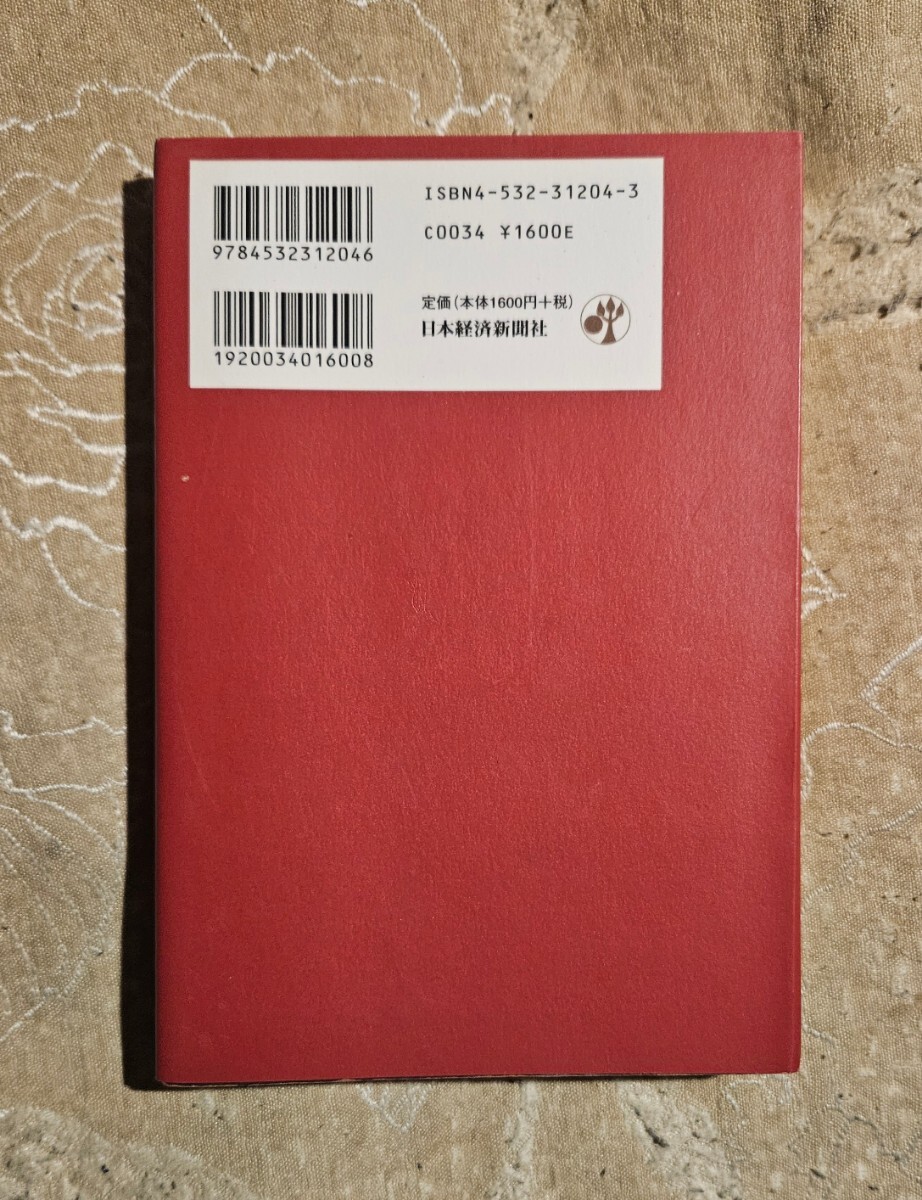 ISBN4-532-31204-3
C0034 ¥1600E
9784532312046
定価(本体1600円+税)
日本経済新聞社
1920034016008